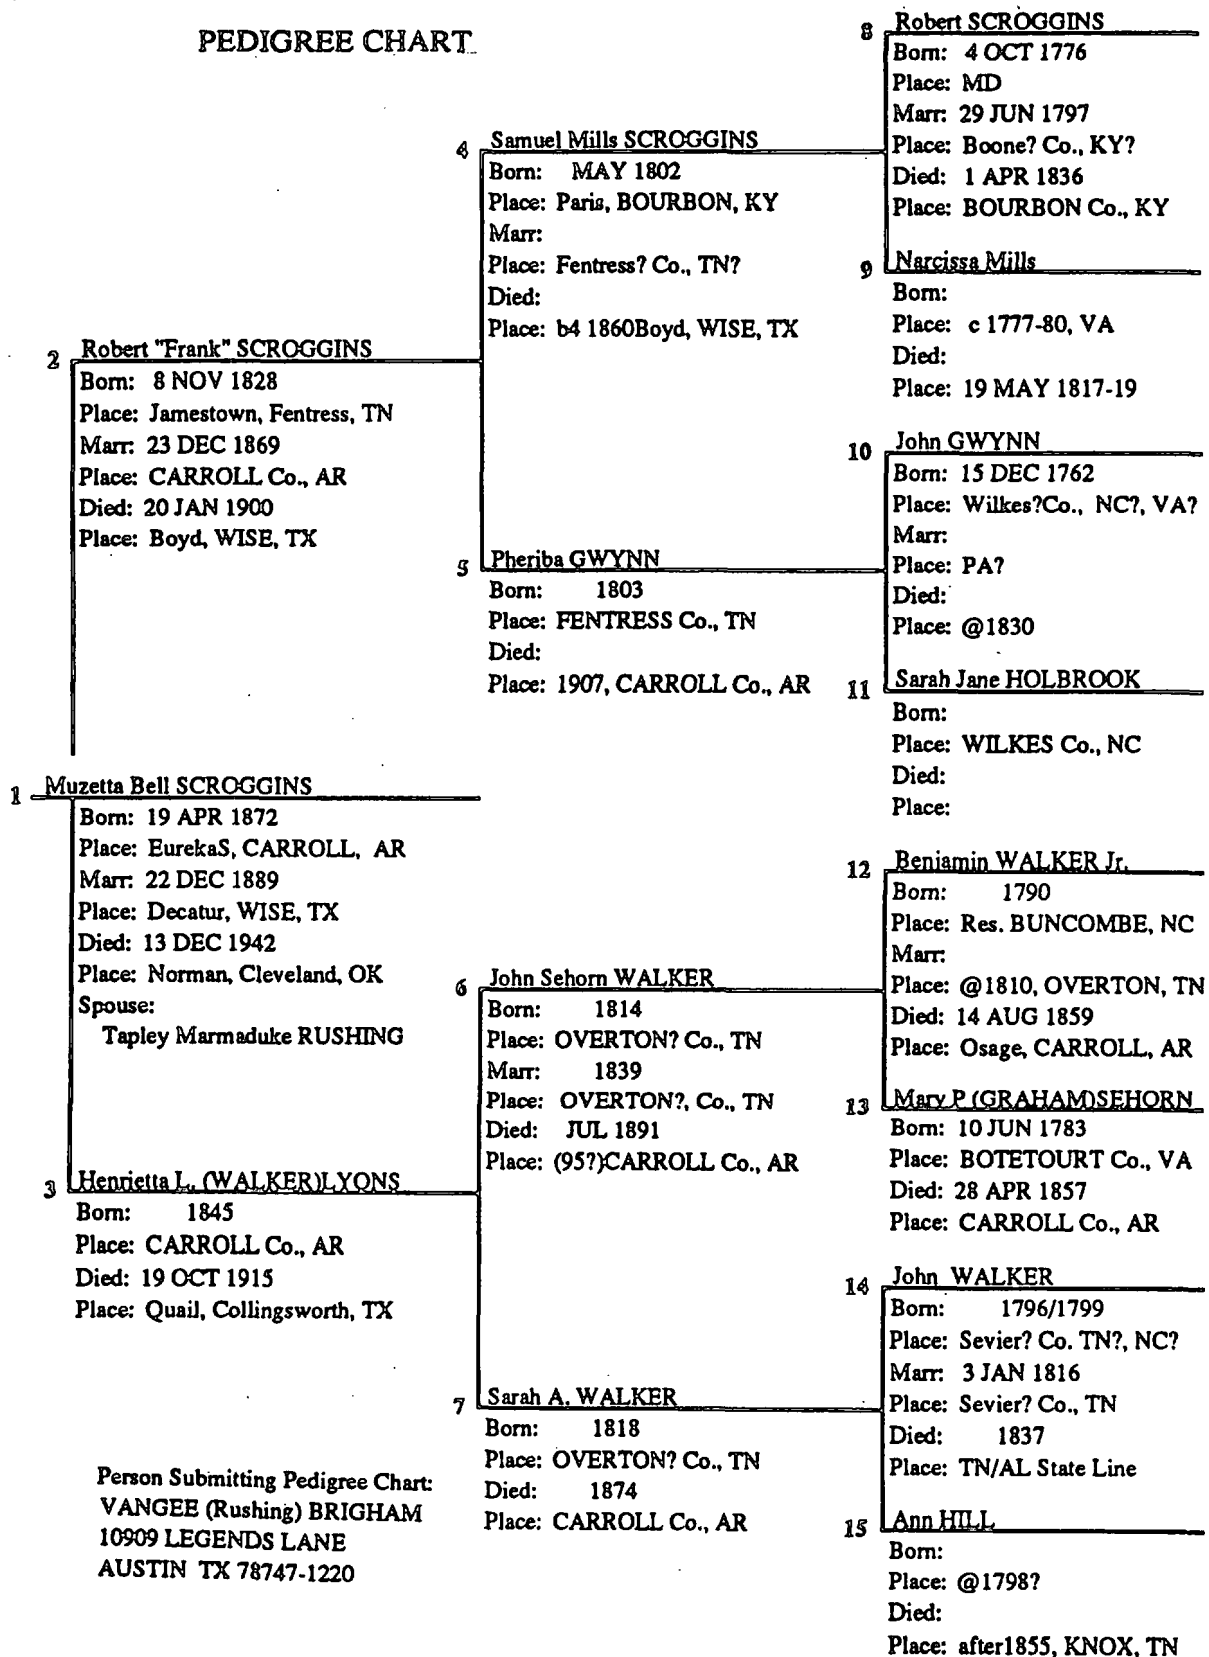 PEDIGREE CHART
8 Robert SCROGGINS
Born: 4 OCT 1776
Place: MD
Marr: 29 JUN 1797
Place: Boone? Co., KY?
Died: 1 APR 1836
Place: BOURBON Co., KY
4 Samuel Mills SCROGGINS
Born: MAY 1802
Place: Paris, BOURBON, KY
Marr:
Place: Fentress? Co., TN?
Died:
Place: b4 1860Boyd, WISE, TX
9 Narcissa Mills
Born:
Place: c 1777-80, VA
Died:
Place: 19 MAY 1817-19
2 Robert "Frank" SCROGGINS
Born: 8 NOV 1828
Place: Jamestown, Fentress, TN
Marr: 23 DEC 1869
Place: CARROLL Co., AR
Died: 20 JAN 1900
Place: Boyd, WISE, TX
10 John GWYNN
Born: 15 DEC 1762
Place: Wilkes?Co., NC?, VA?
Marr:
Place: PA?
Died:
Place: @1830
5 Pheriba GWYNN
Born: 1803
Place: FENTRESS Co., TN
Died:
Place: 1907, CARROLL Co., AR
11 Sarah Jane HOLBROOK
Born:
Place: WILKES Co., NC
Died:
Place:
1 Muzetta Bell SCROGGINS
Born: 19 APR 1872
Place: EurekaS, CARROLL, AR
Marr: 22 DEC 1889
Place: Decatur, WISE, TX
Died: 13 DEC 1942
Place: Norman, Cleveland, OK
Spouse:
Tapley Marmaduke RUSHING
12 Benjamin WALKER Jr.
Born: 1790
Place: Res. BUNCOMBE, NC
Marr:
Place: @1810, OVERTON, TN
Died: 14 AUG 1859
Place: Osage, CARROLL, AR
6 John Sehorn WALKER
Born: 1814
Place: OVERTON? Co., TN
Marr: 1839
Place: OVERTON?, Co., TN
Died: JUL 1891
Place: (95?)CARROLL Co., AR
13 Mary P (GRAHAM)SEHORN
Born: 10 JUN 1783
Place: BOTETOURT Co., VA
Died: 28 APR 1857
Place: CARROLL Co., AR
3 Henrietta L. (WALKER)LYONS
Born: 1845
Place: CARROLL Co., AR
Died: 19 OCT 1915
Place: Quail, Collingsworth, TX
14 John WALKER
Born: 1796/1799
Place: Sevier? Co. TN?, NC?
Marr: 3 JAN 1816
Place: Sevier? Co., TN
Died: 1837
Place: TN/AL State Line
7 Sarah A. WALKER
Born: 1818
Place: OVERTON? Co., TN
Died: 1874
Place: CARROLL Co., AR
15 Ann HILL
Born:
Place: @1798?
Died:
Place: after1855, KNOX, TN
Person Submitting Pedigree Chart:
VANGEE (Rushing) BRIGHAM
10909 LEGENDS LANE
AUSTIN TX 78747-1220